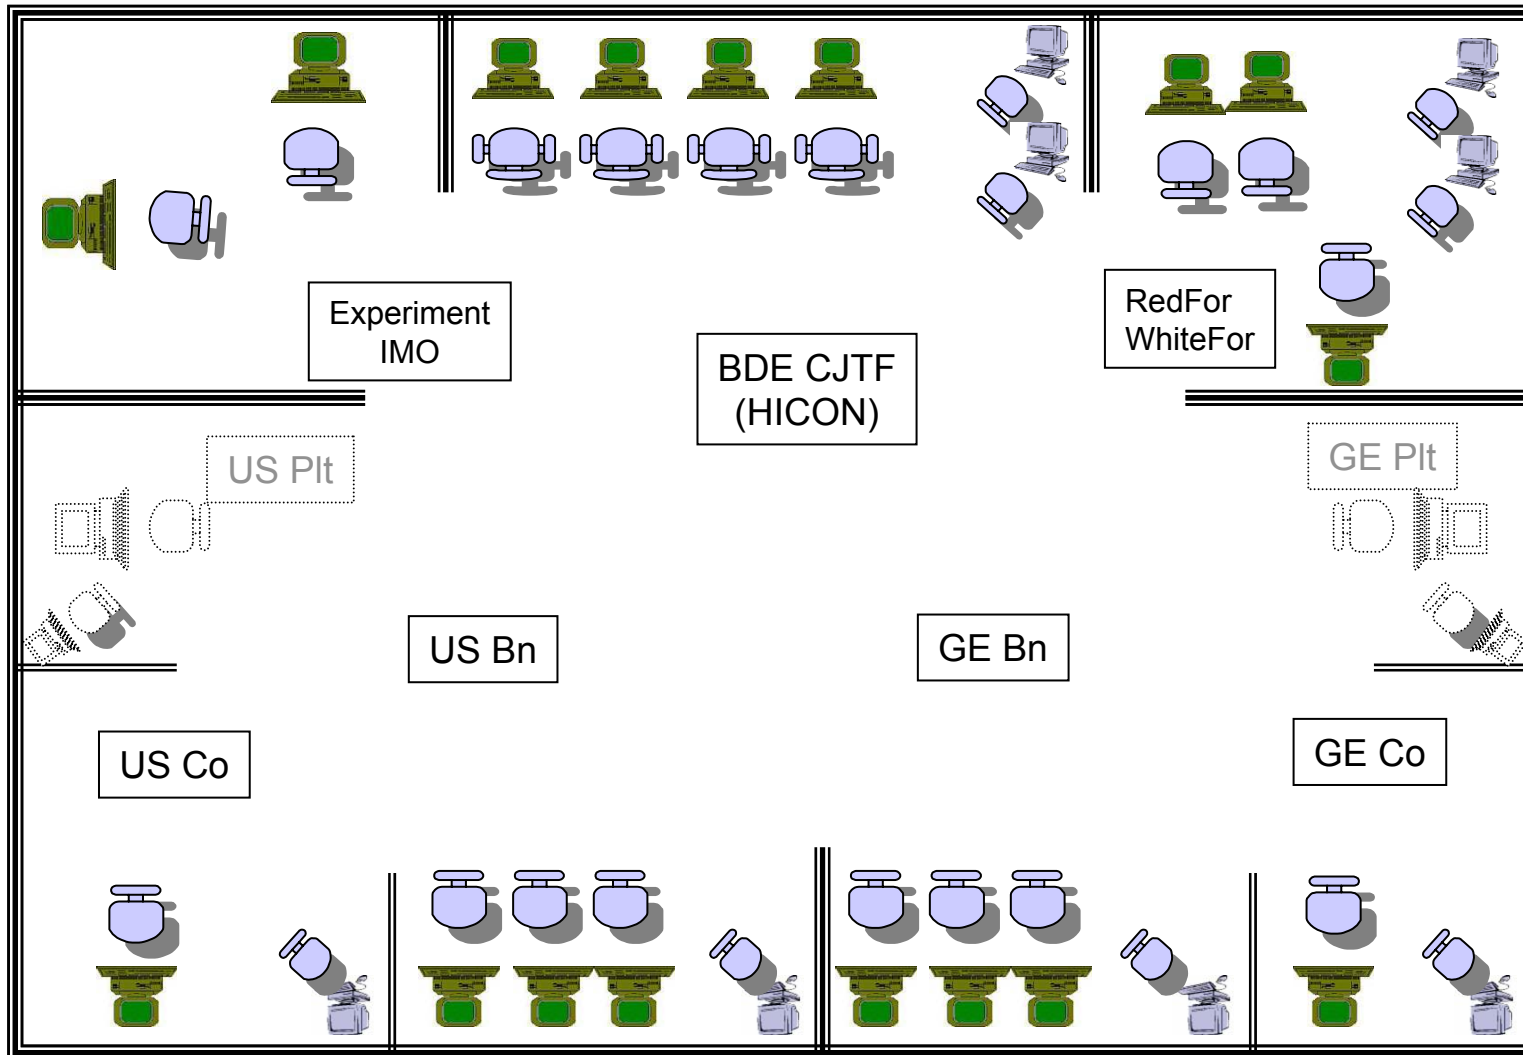 Experiment
IMO
BDE CJTF
(HICON)
RedFor
WhiteFor
US Plt
GE Plt
US Bn
GE Bn
US Co
GE Co